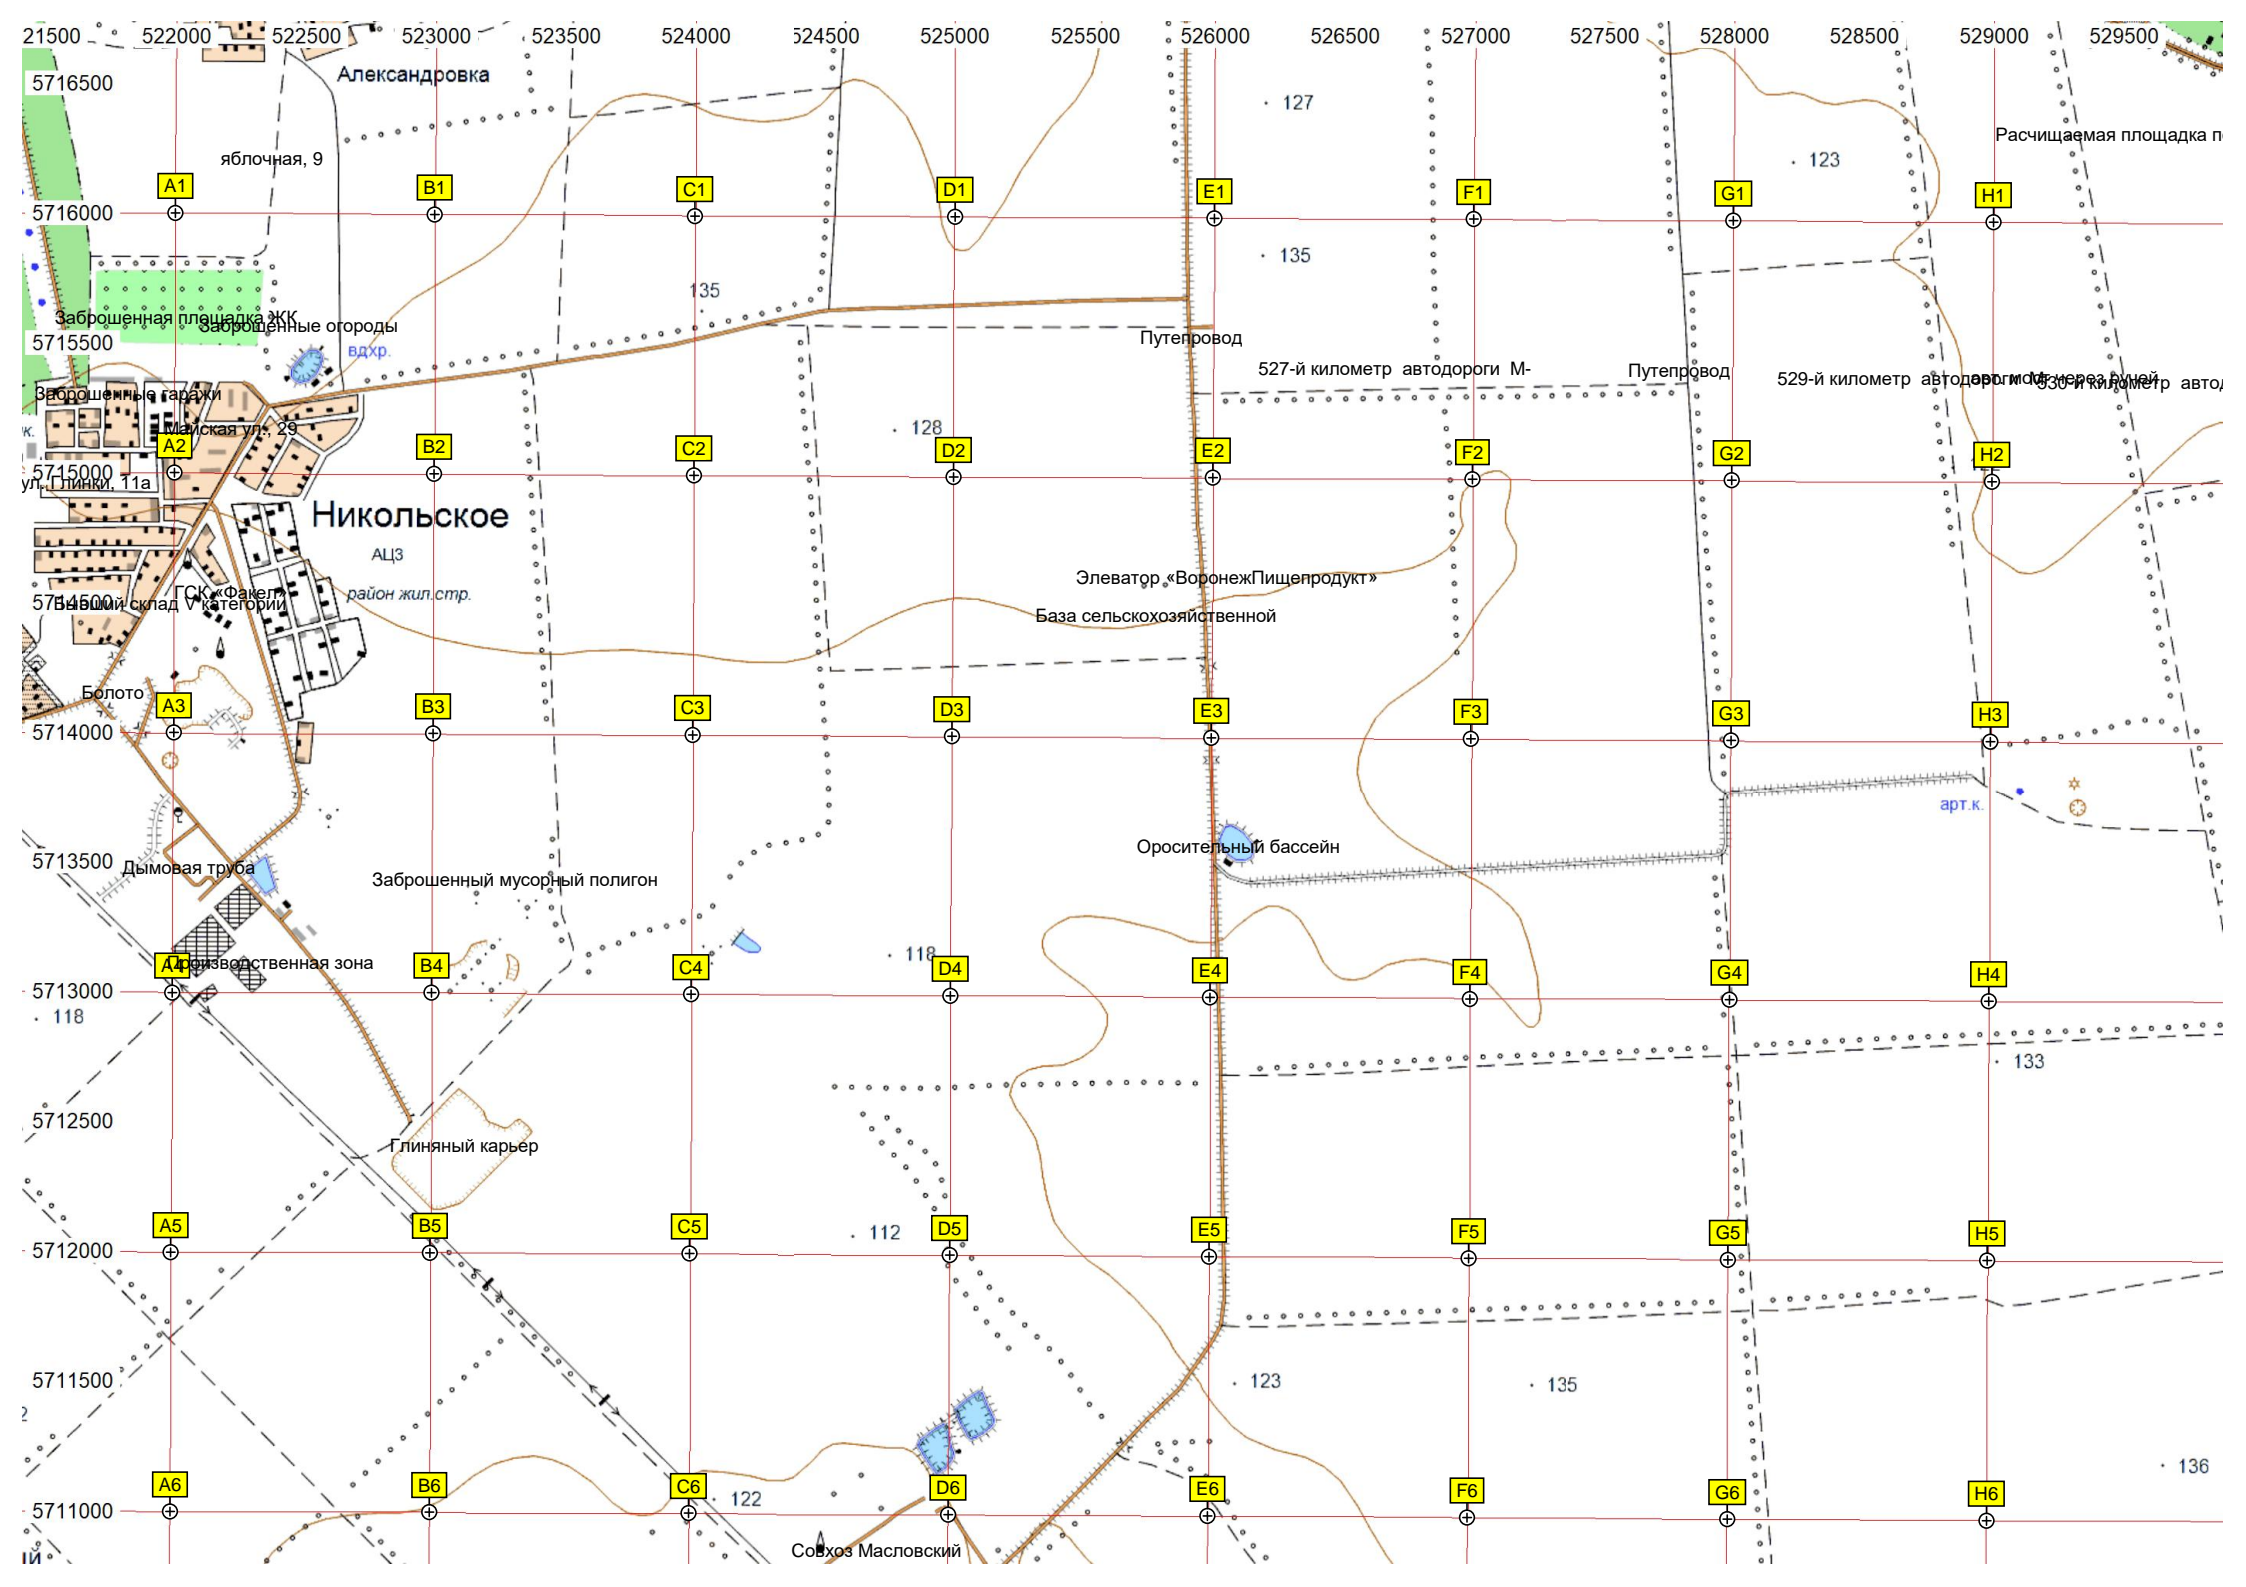 21500 522000 522500 523000 523500 524000 524500 525000 525500 526000 526500 527000 527500 528000 528500 529000 529500
Александровка
5716500
127
Расчищаемая площадка п
яблочная, 9
123
A1 B1 C1 D1 E1 F1 G1 H1
5716000
135
135
Заброшенная площадка ЖК
Заброшенные огороды
5715500
вдхр.
Путепровод
527-й километр автодороги М-
Путепровод
529-й километр автодороги М-
530-й километр автод
Заброшенные гаражи
Майская ул., 29
128
к.
A2 B2 C2 D2 E2 F2 G2 H2
5715000
ул. Глинки, 11а
Никольское
АЦЗ
район жил.стр.
ГСК «Факел»
5714500
Бывший склад V категории
Элеватор «ВоронежПищепродукт»
База сельскохозяйственной
Болото
A3 B3 C3 D3 E3 F3 G3 H3
5714000
арт.к.
Оросительный бассейн
5713500
Дымовая труба
Заброшенный мусорный полигон
118
A4 B4 C4 D4 E4 F4 G4 H4
Производственная зона
5713000
118
133
5712500
Глиняный карьер
A5 B5 C5 D5 E5 F5 G5 H5
112
5712000
5711500
123
135
2
136
A6 B6 C6 D6 E6 F6 G6 H6
122
5711000
Совхоз Масловский
ый